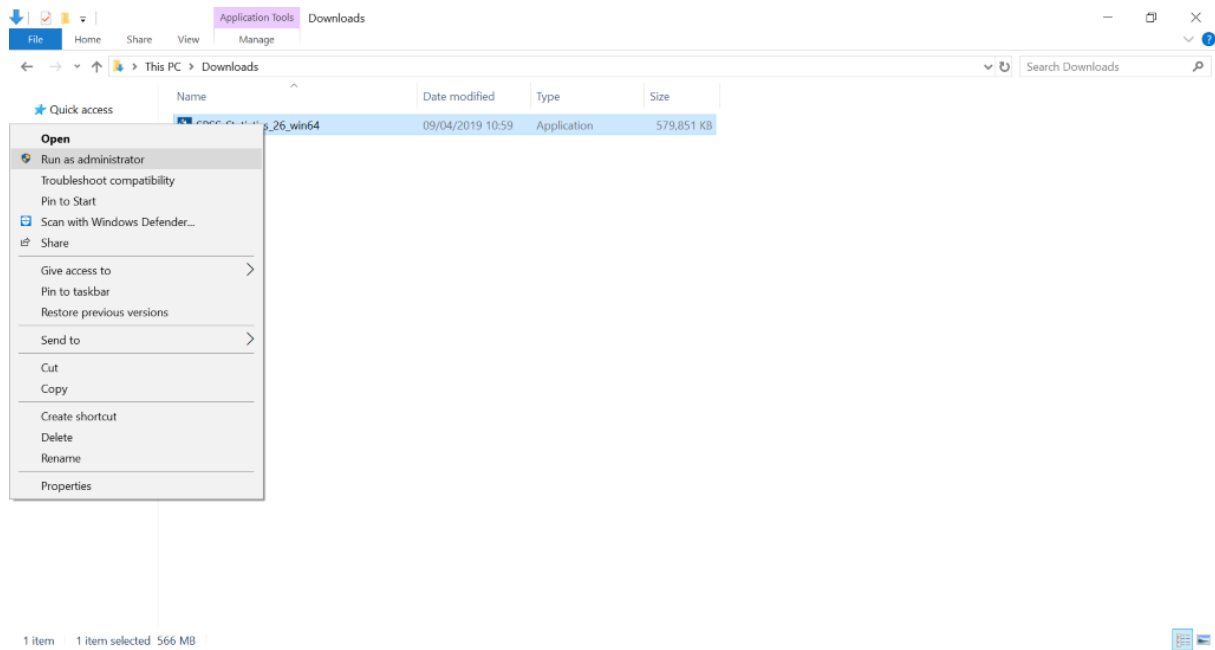 Application Tools Downloads
File Home Share View Manage
This PC > Downloads Search Downloads
Quick access
Name Date modified Type Size
s_26_win64 09/04/2019 10:59 Application 579,851 KB
Open
Run as administrator
Troubleshoot compatibility
Pin to Start
Scan with Windows Defender...
Share
Give access to
Pin to taskbar
Restore previous versions
Send to
Cut
Copy
Create shortcut
Delete
Rename
Properties
1 item 1 item selected 566 MB